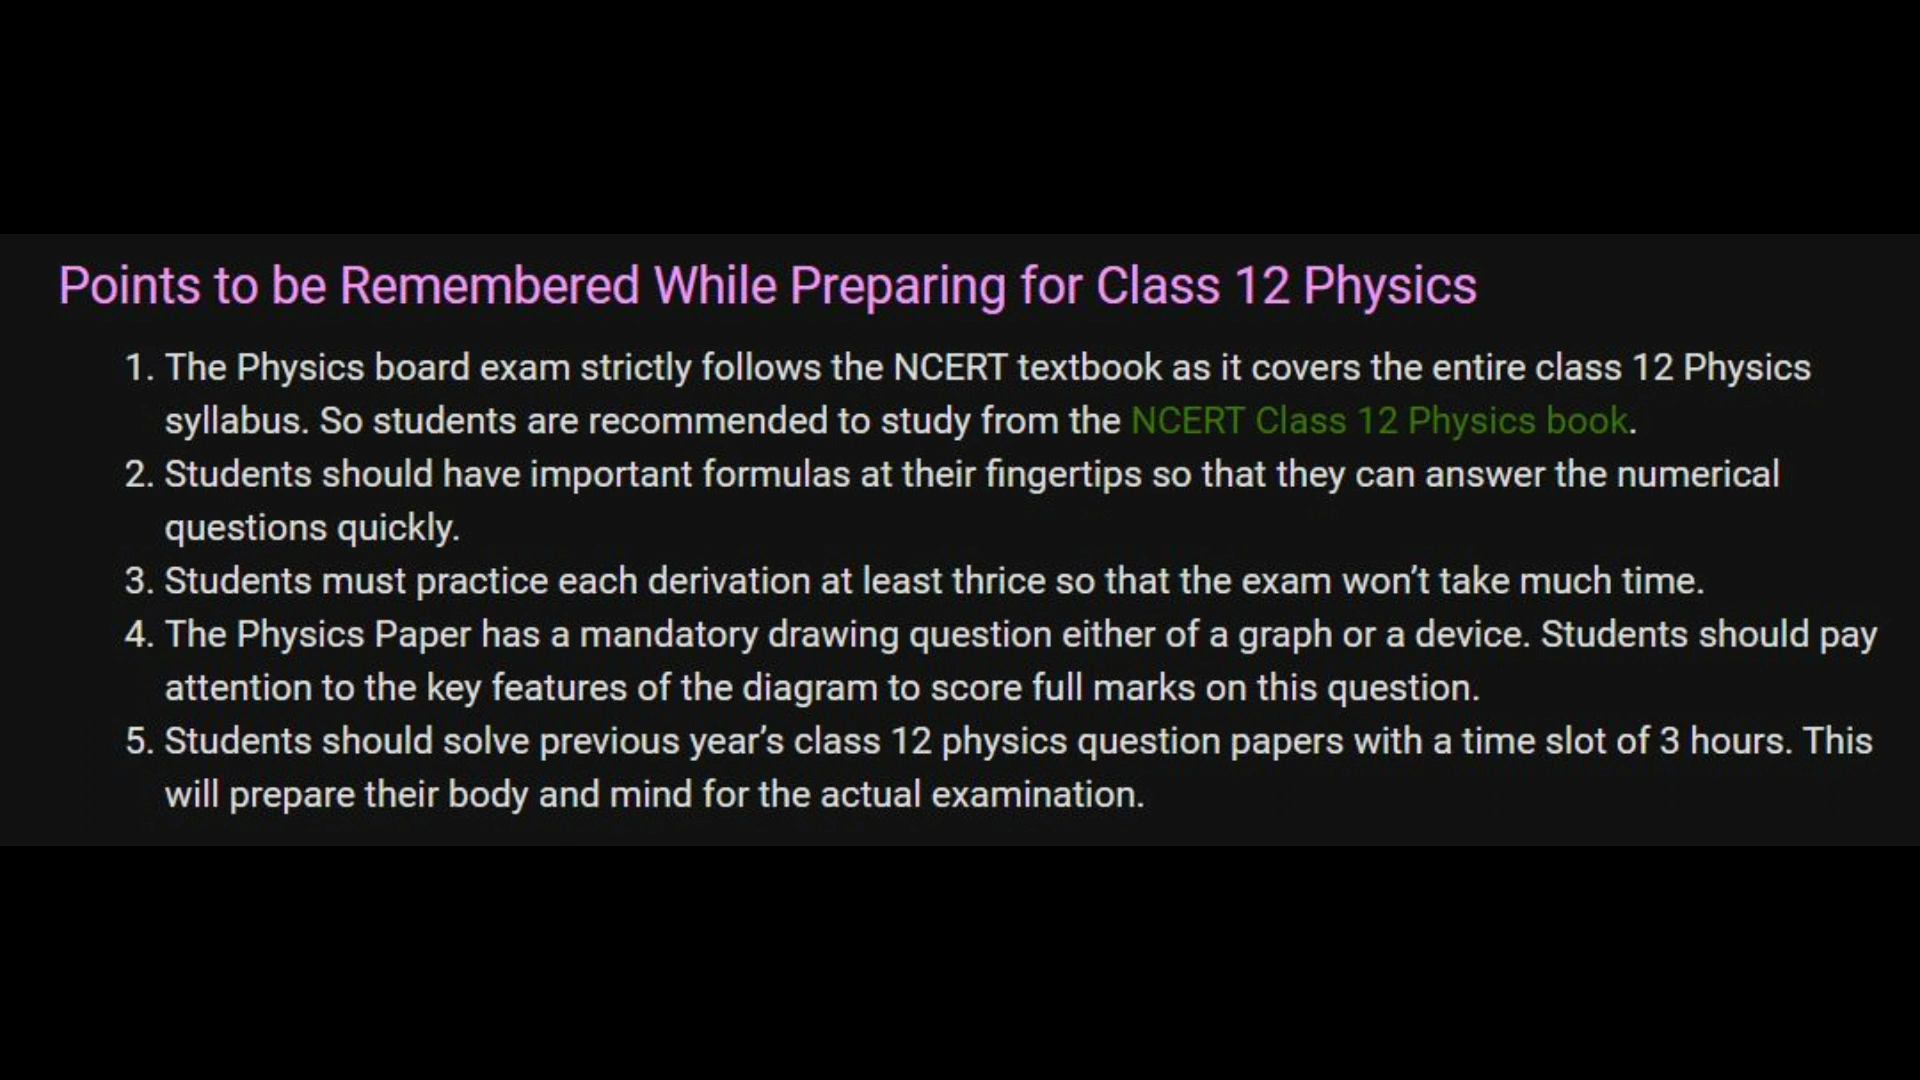 Points to be Remembered While Preparing for Class 12 Physics
1. The Physics board exam strictly follows the NCERT textbook as it covers the entire class 12 Physics
syllabus. So students are recommended to study from the NCERT Class 12 Physics book.
2. Students should have important formulas at their fingertips so that they can answer the numerical
questions quickly.
3. Students must practice each derivation at least thrice so that the exam won’t take much time.
4. The Physics Paper has a mandatory drawing question either of a graph or a device. Students should pay
attention to the key features of the diagram to score full marks on this question.
5. Students should solve previous year’s class 12 physics question papers with a time slot of 3 hours. This
will prepare their body and mind for the actual examination.